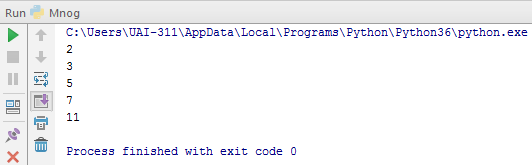 Run Mnog
C:\Users\UAI-311\AppData\Local\Programs\Python\Python36\python.exe
2
3
5
7
11
Process finished with exit code 0